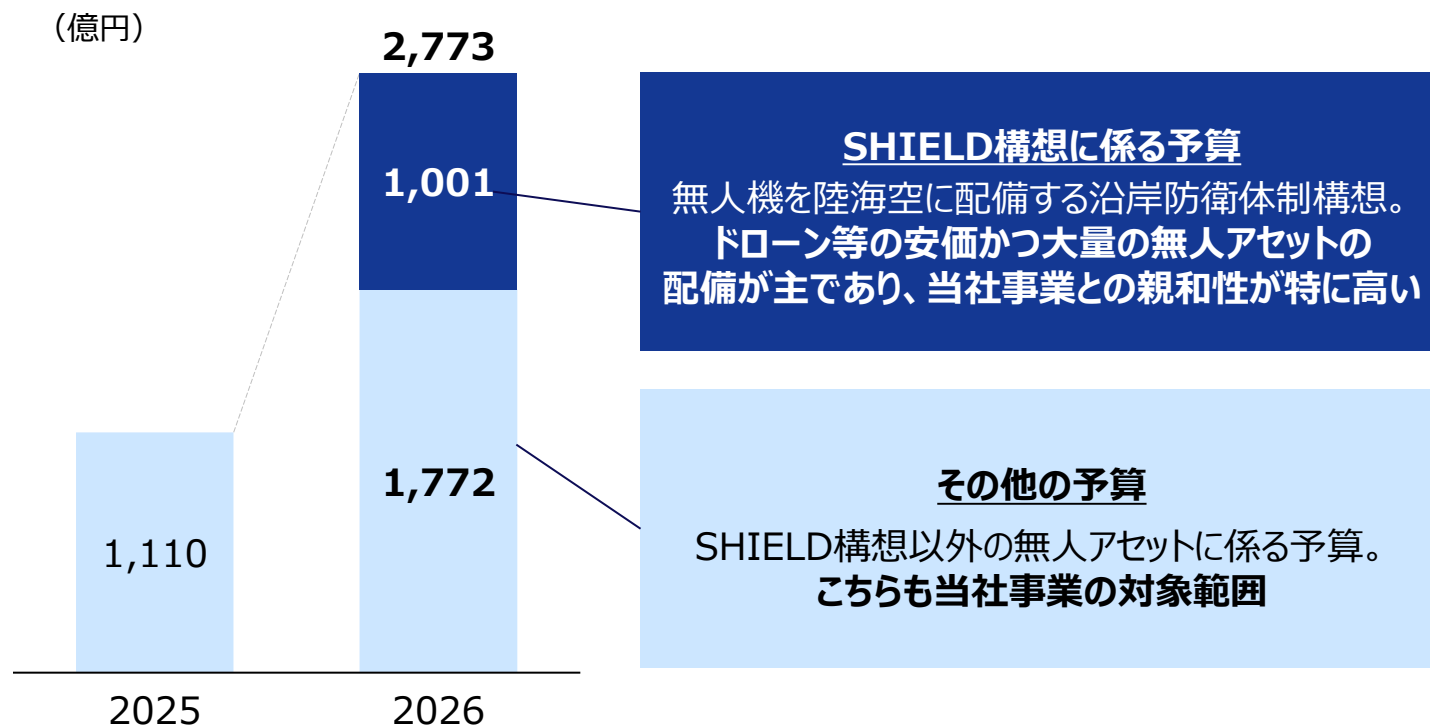 （億円）
2,773
1,001
1,772
1,110
2025
2026
SHIELD構想に係る予算
無人機を陸海空に配備する沿岸防衛体制構想。
ドローン等の安価かつ大量の無人アセットの
配備が主であり、当社事業との親和性が特に高い
その他の予算
SHIELD構想以外の無人アセットに係る予算。
こちらも当社事業の対象範囲